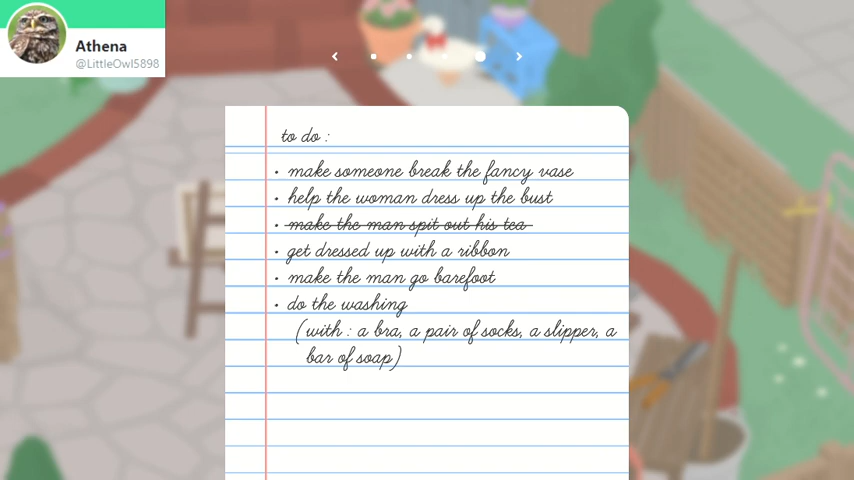 Athena
@LittleOwl5898
to do :
• make someone break the fancy vase
• help the woman dress up the bust
• make the man spit out his tea
• get dressed up with a ribbon
• make the man go barefoot
• do the washing
(with : a bra, a pair of socks, a slipper, a
bar of soap)